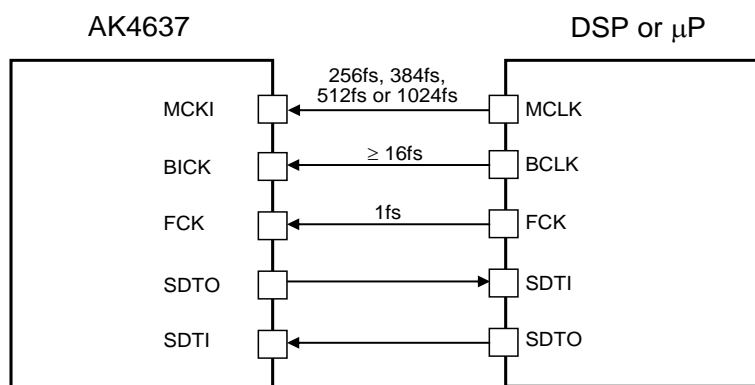 AK4637 DSP or μP
256fs, 384fs,
512fs or 1024fs
MCKI MCLK
≥ 16fs
BICK BCLK
1fs
FCK FCK
SDTO SDTI
SDTI SDTO